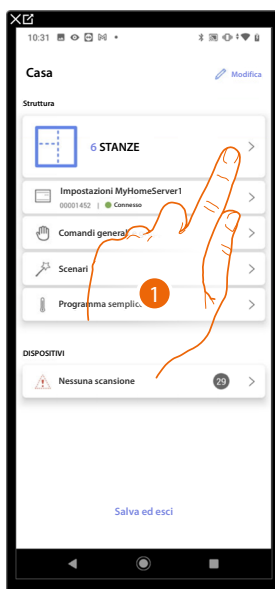 10:31
Casa
Modifica
Struttura
6 STANZE
Impostazioni MyHomeServer1
00001452 | Connesso
Comandi general
Scenari
Programma semplic
1
DISPOSITIVI
Nessuna scansione
29
Salva ed esci